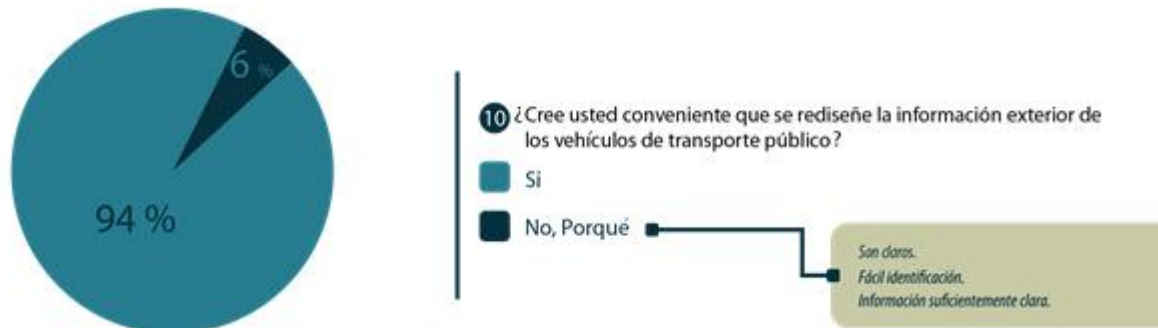 6 %
94 %
10 ¿Cree usted conveniente que se rediseñe la información exterior de
los vehículos de transporte público?
Si
No, Porqué
Son claros.
Fácil identificación.
Información suficientemente clara.